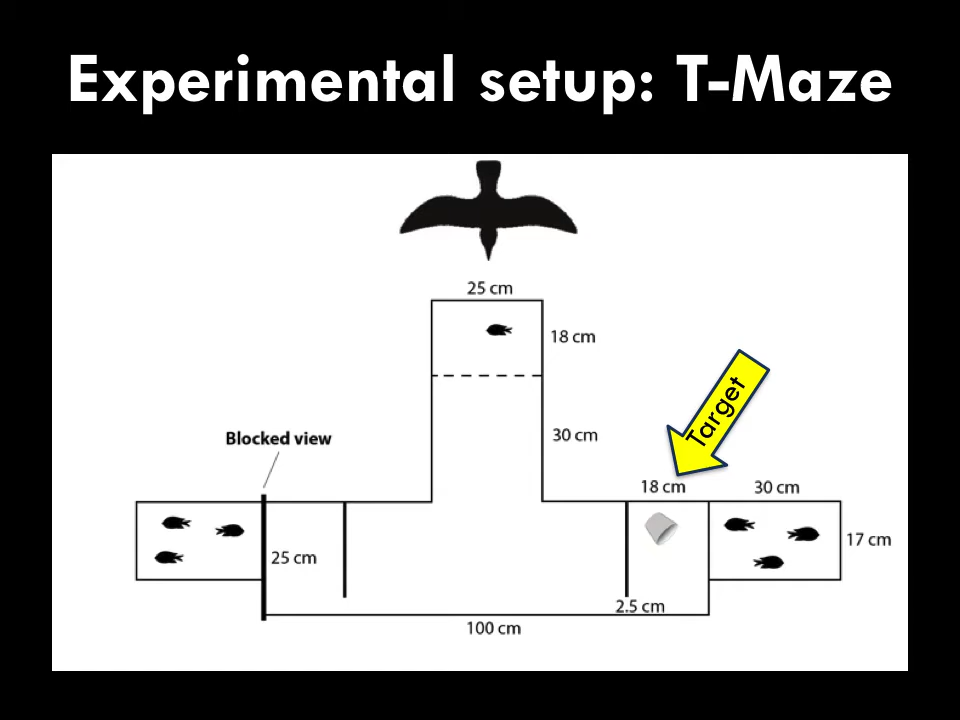 Experimental setup: T-Maze
25 cm
18 cm
Target
30 cm
Blocked view
18 cm
30 cm
25 cm
17 cm
2.5 cm
100 cm